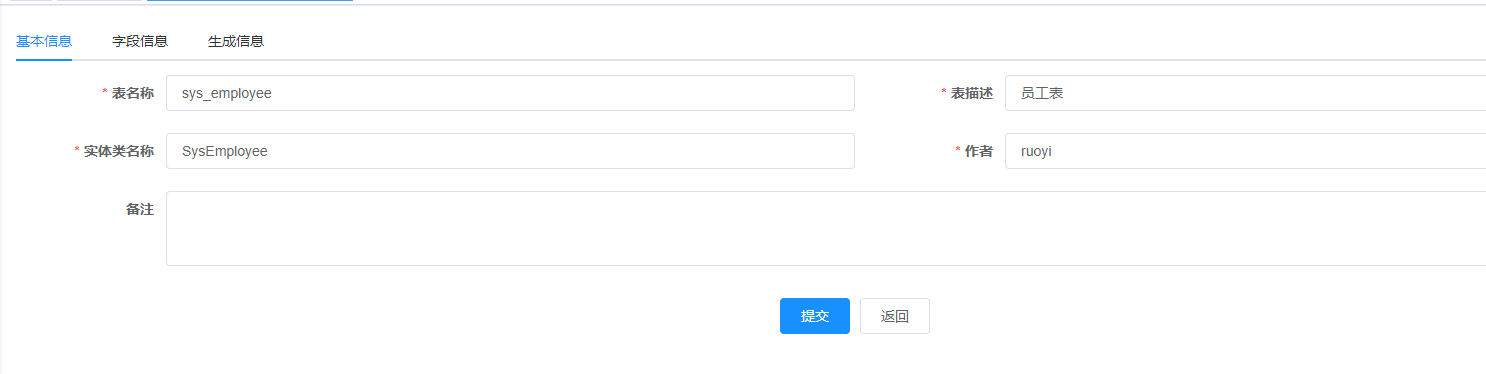 基本信息 字段信息 生成信息
* 表名称 sys_employee * 表描述 员工表
* 实体类名称 SysEmployee * 作者 ruoyi
备注
提交 返回